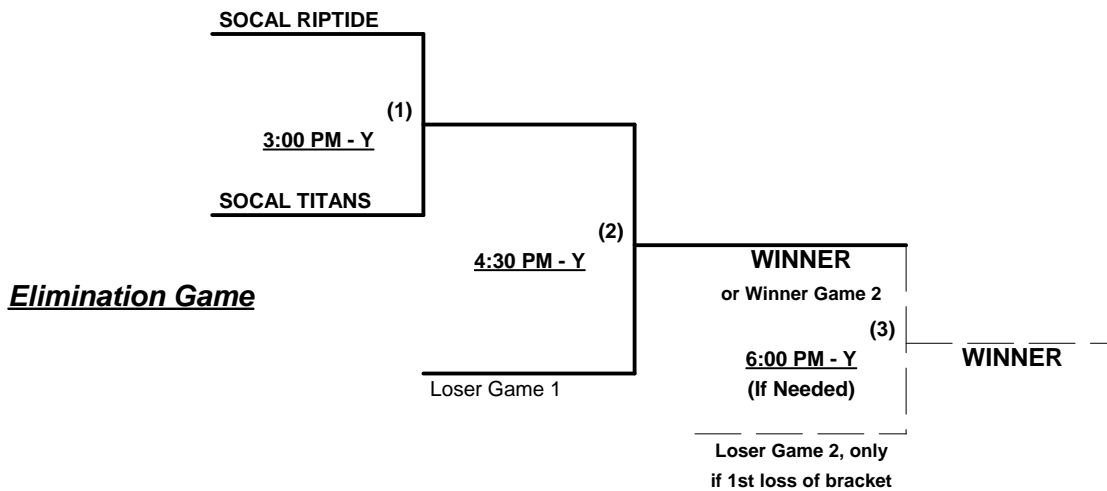 SOCAL RIPTIDE
(1)
3:00 PM - Y
SOCAL TITANS
(2)
4:30 PM - Y
WINNER
Elimination Game
or Winner Game 2
(3)
6:00 PM - Y
WINNER
(If Needed)
Loser Game 1
Loser Game 2, only
if 1st loss of bracket